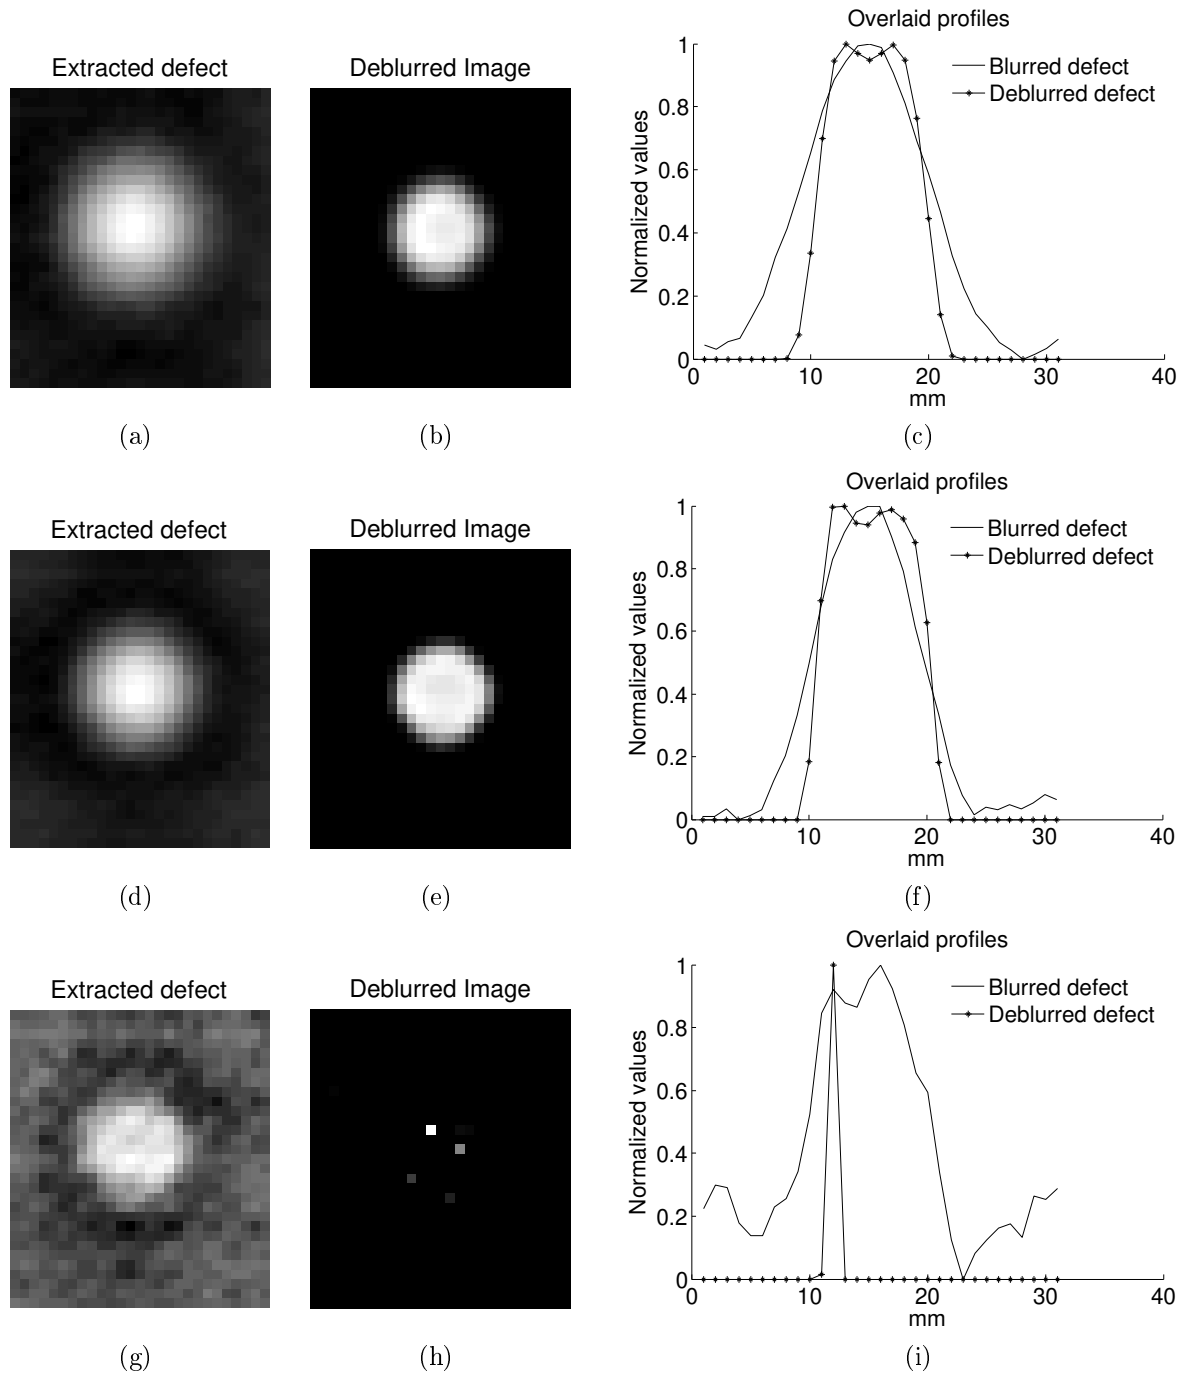 Extracted defect
Deblurred Image
Overlaid profiles
Blurred defect
Deblurred defect
Normalized values
1
0.8
0.6
0.4
0.2
0
0 10 20 30 40
mm
(a) (b) (c)
Extracted defect
Deblurred Image
Overlaid profiles
Blurred defect
Deblurred defect
Normalized values
1
0.8
0.6
0.4
0.2
0
0 10 20 30 40
mm
(d) (e) (f)
Extracted defect
Deblurred Image
Overlaid profiles
Blurred defect
Deblurred defect
Normalized values
1
0.8
0.6
0.4
0.2
0
0 10 20 30 40
mm
(g) (h) (i)